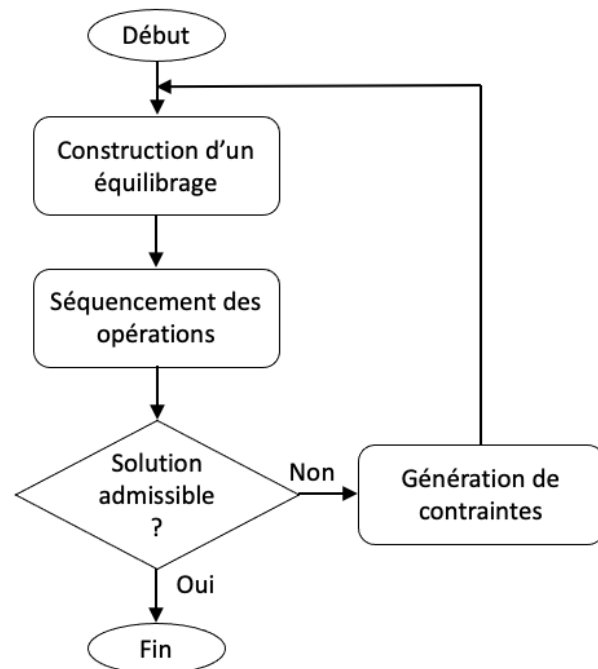 Début
Construction d’un
équilibrage
Séquencement des
opérations
Solution
admissible
?
Non
Génération de
contraintes
Oui
Fin